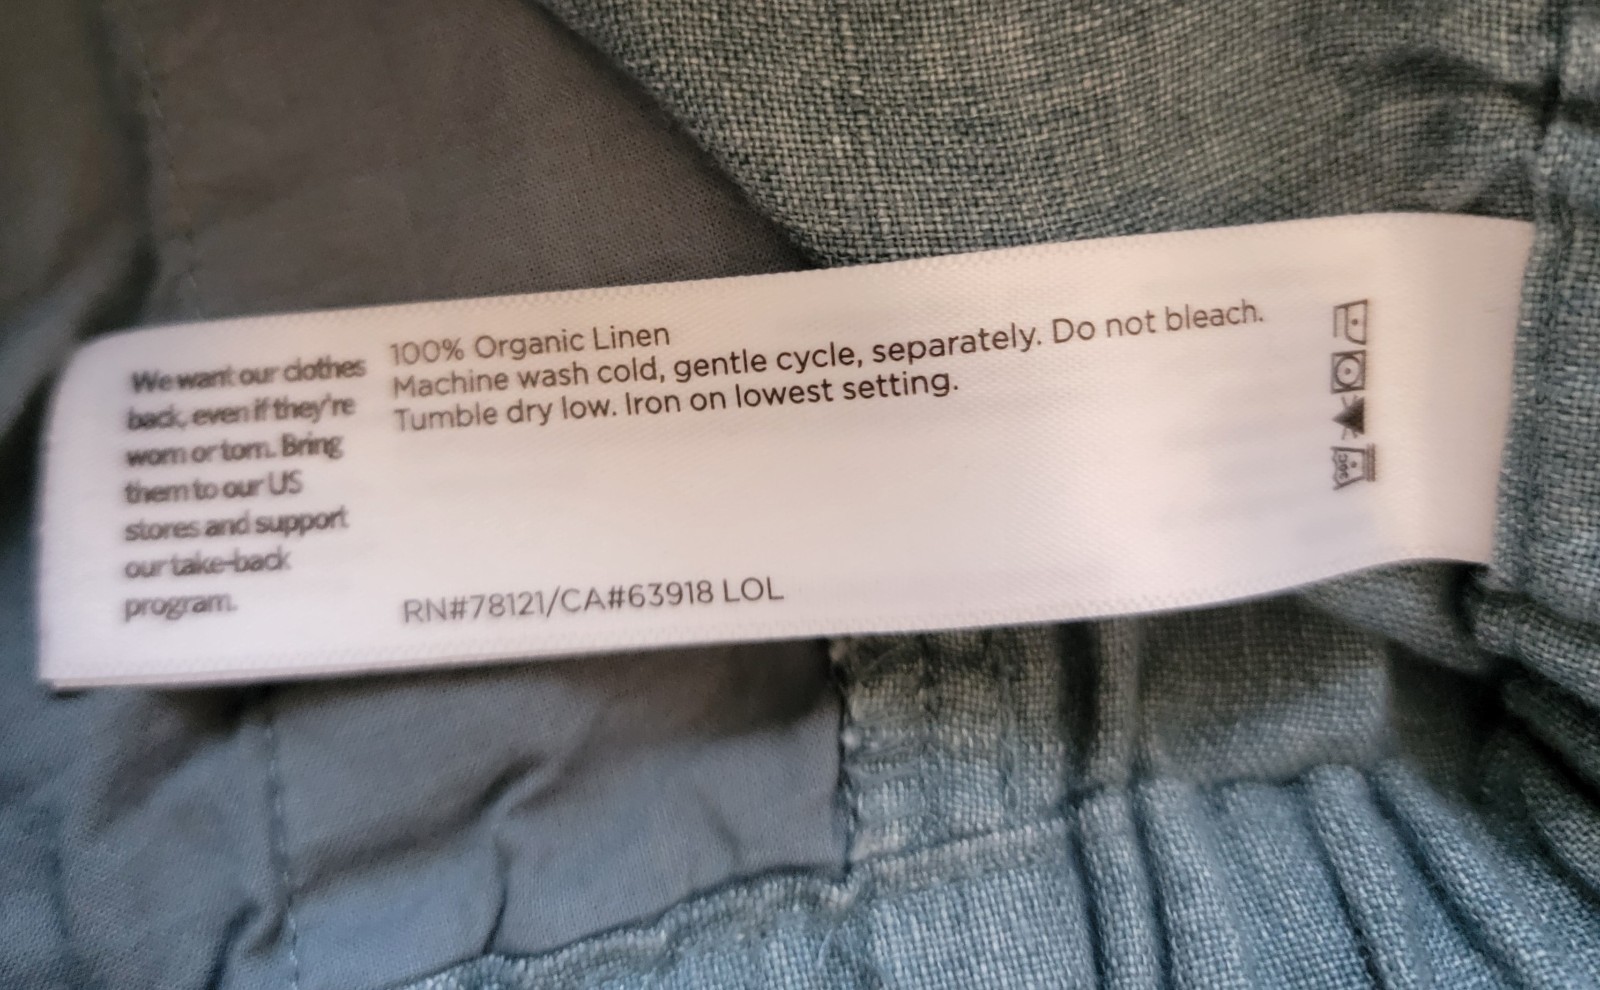 We want our clothes
back, even if they're
worn or torn. Bring
them to our US
stores and support
our take-back
program.
100% Organic Linen
Machine wash cold, gentle cycle, separately. Do not bleach.
Tumble dry low. Iron on lowest setting.
RN#78121/CA#63918 LOL